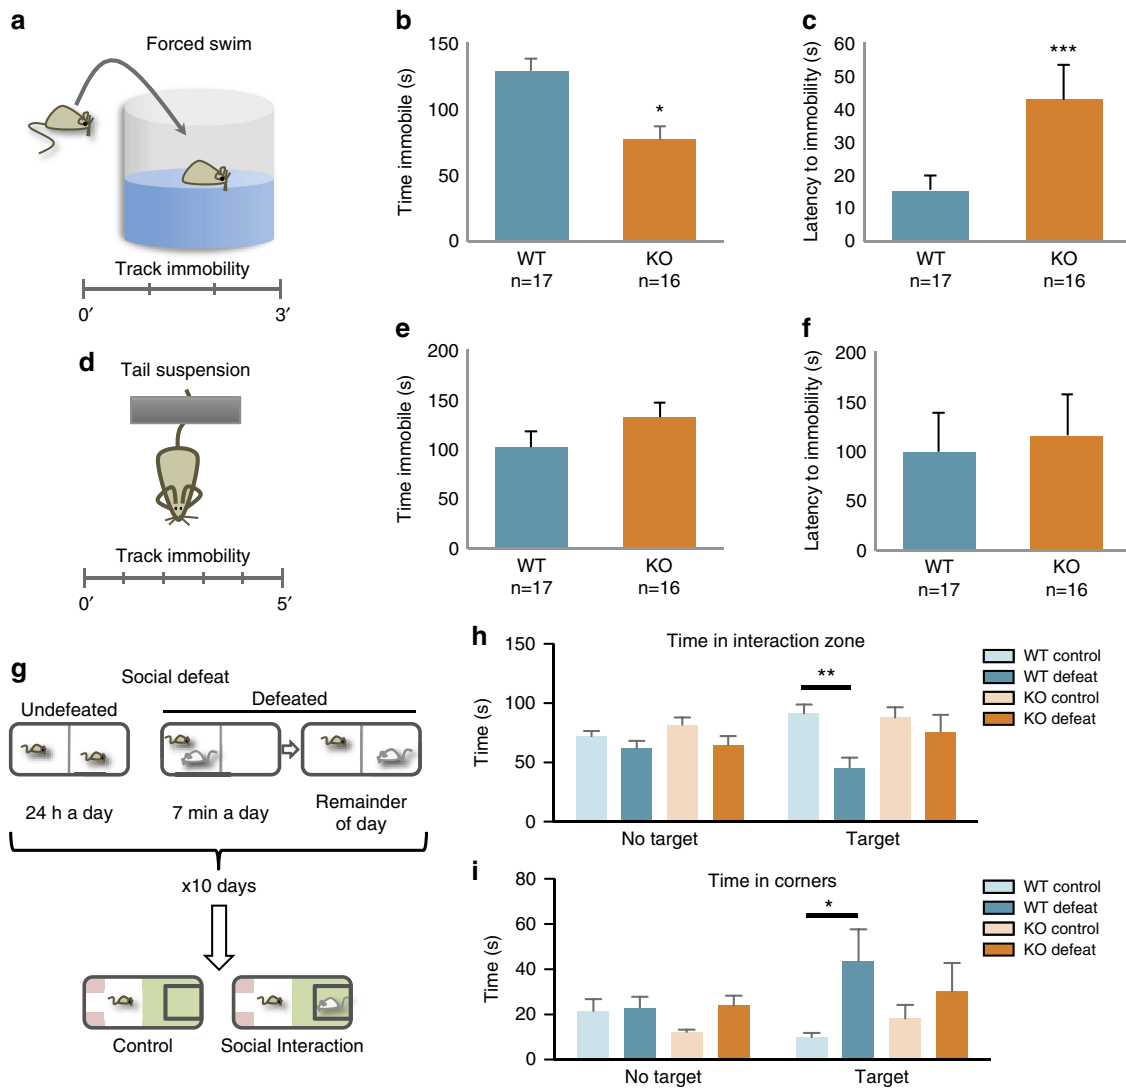 a
Forced swim
Track immobility
0′ 3′
b
Time immobile (s)
150
100
50
0
*
WT KO
n=17 n=16
c
Latency to immobility (s)
60
50
40
30
20
10
0
***
WT KO
n=17 n=16
d
Tail suspension
Track immobility
0′ 5′
e
Time immobile (s)
200
150
100
50
0
WT KO
n=17 n=16
f
Latency to immobility (s)
200
150
100
50
0
WT KO
n=17 n=16
g
Social defeat
Undefeated
Defeated
24 h a day
7 min a day
Remainder
of day
x10 days
Control
Social Interaction
h
Time in interaction zone
Time (s)
150
100
50
0
**
No target Target
WT control
WT defeat
KO control
KO defeat
i
Time in corners
Time (s)
80
60
40
20
0
*
No target Target
WT control
WT defeat
KO control
KO defeat